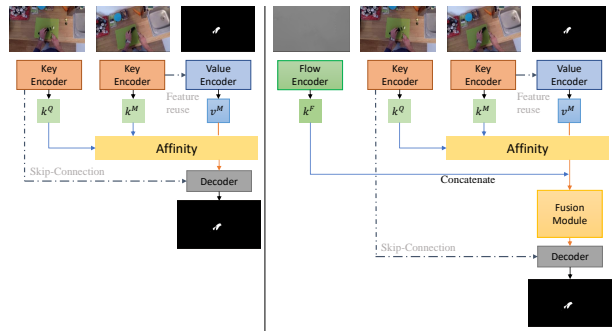 Key
Encoder
Key
Encoder
Value
Encoder
Feature
reuse
k^Q
k^M
v^M
Affinity
Skip-Connection
Decoder
Flow
Encoder
Key
Encoder
Key
Encoder
Value
Encoder
Feature
reuse
k^F
k^Q
k^M
v^M
Affinity
Concatenate
Fusion
Module
Skip-Connection
Decoder